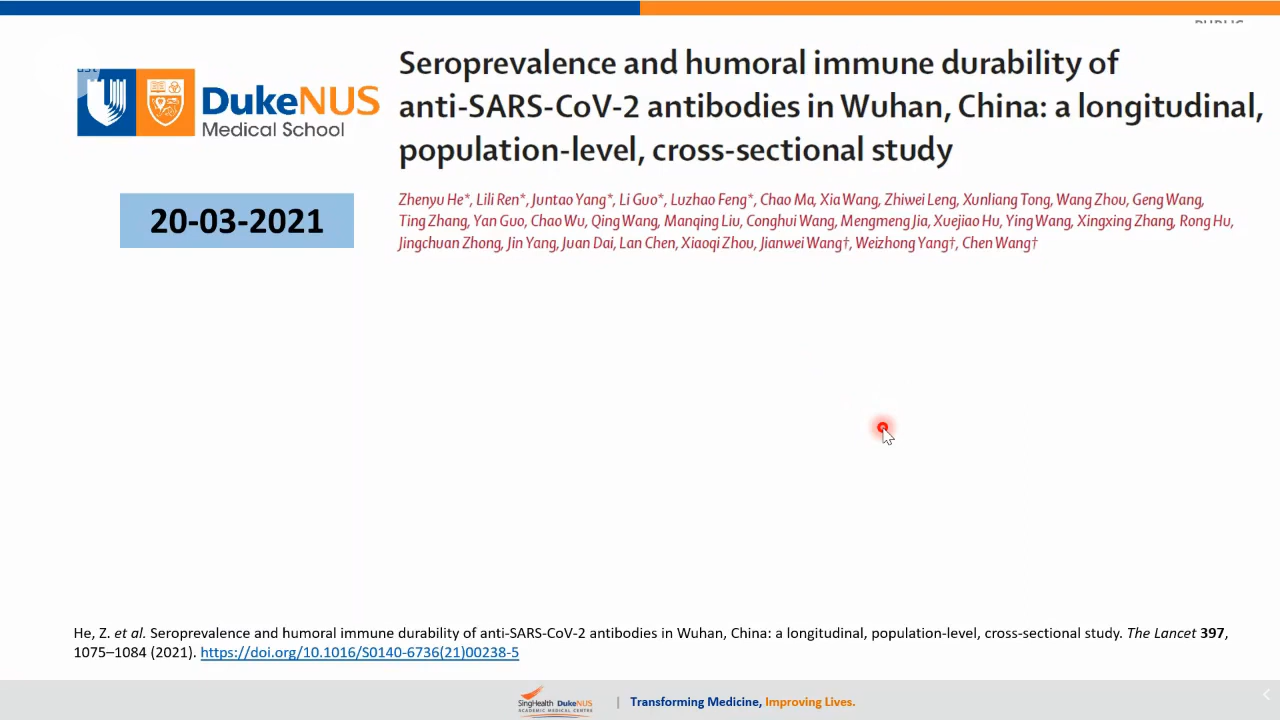 Seroprevalence and humoral immune durability of
anti-SARS-CoV-2 antibodies in Wuhan, China: a longitudinal,
population-level, cross-sectional study
DukeNUS
Medical School
Zhenyu He*, Lili Ren*, Juntao Yang*, Li Guo*, Luzhao Feng*, Chao Ma, Xia Wang, Zhiwei Leng, Xunliang Tong, Wang Zhou, Geng Wang,
Ting Zhang, Yan Guo, Chao Wu, Qing Wang, Manqing Liu, Conghui Wang, Mengmeng Jia, Xuejiao Hu, Ying Wang, Xingxing Zhang, Rong Hu,
Jingchuan Zhong, Jin Yang, Juan Dai, Lan Chen, Xiaoqi Zhou, Jianwei Wang†, Weizhong Yang†, Chen Wang†
20-03-2021
He, Z. et al. Seroprevalence and humoral immune durability of anti-SARS-CoV-2 antibodies in Wuhan, China: a longitudinal, population-level, cross-sectional study. The Lancet 397,
1075–1084 (2021). https://doi.org/10.1016/S0140-6736(21)00238-5
SingHealth DukeNUS
ACADEMIC MEDICAL CENTRE
| Transforming Medicine, Improving Lives.